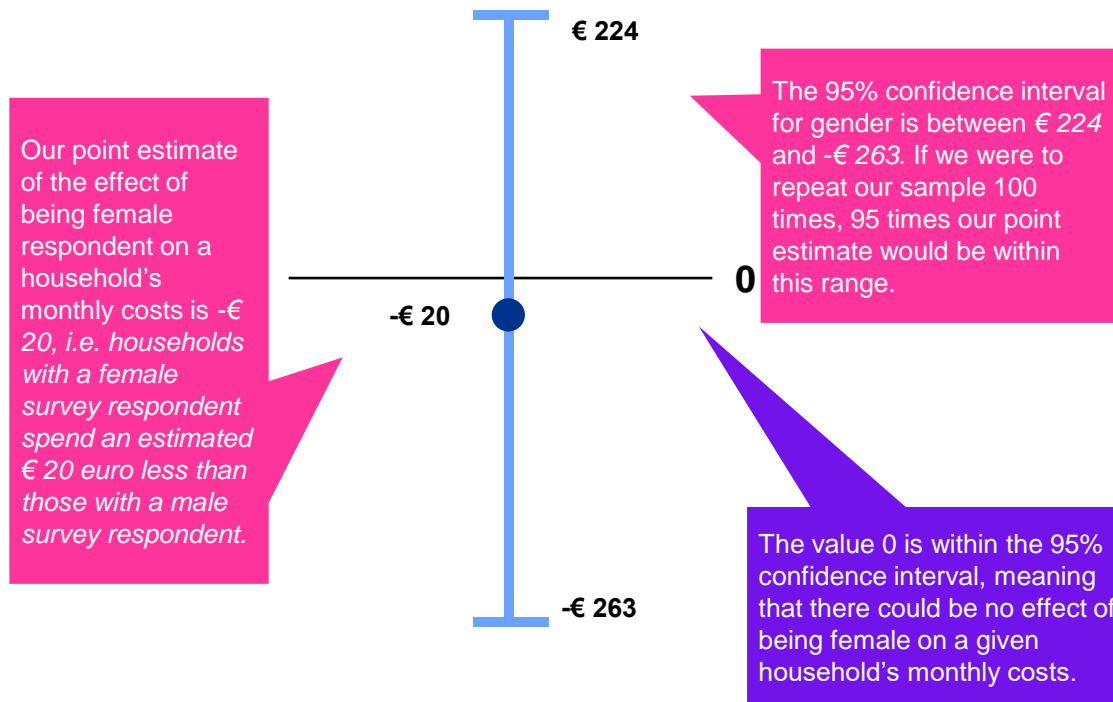 € 224
The 95% confidence interval
for gender is between € 224
and -€ 263. If we were to
repeat our sample 100
times, 95 times our point
estimate would be within
this range.
Our point estimate
of the effect of
being female
respondent on a
household’s
monthly costs is -€
20, i.e. households
with a female
survey respondent
spend an estimated
€ 20 euro less than
those with a male
survey respondent.
0
-€ 20
The value 0 is within the 95%
confidence interval, meaning
that there could be no effect of
being female on a given
household’s monthly costs.
-€ 263